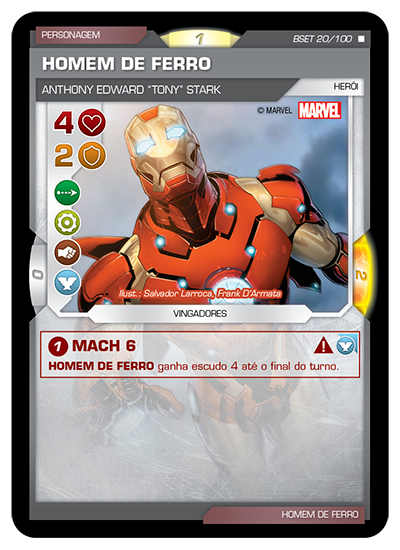 PERSONAGEM
1
BSET 20/100
HOMEM DE FERRO
ANTHONY EDWARD "TONY" STARK
HERÓI
4
© MARVEL MARVEL
2
0
2
Ilust.: Salvador Larroca, Frank D'Armata
VINGADORES
1 MACH 6
HOMEM DE FERRO ganha escudo 4 até o final do turno.
HOMEM DE FERRO